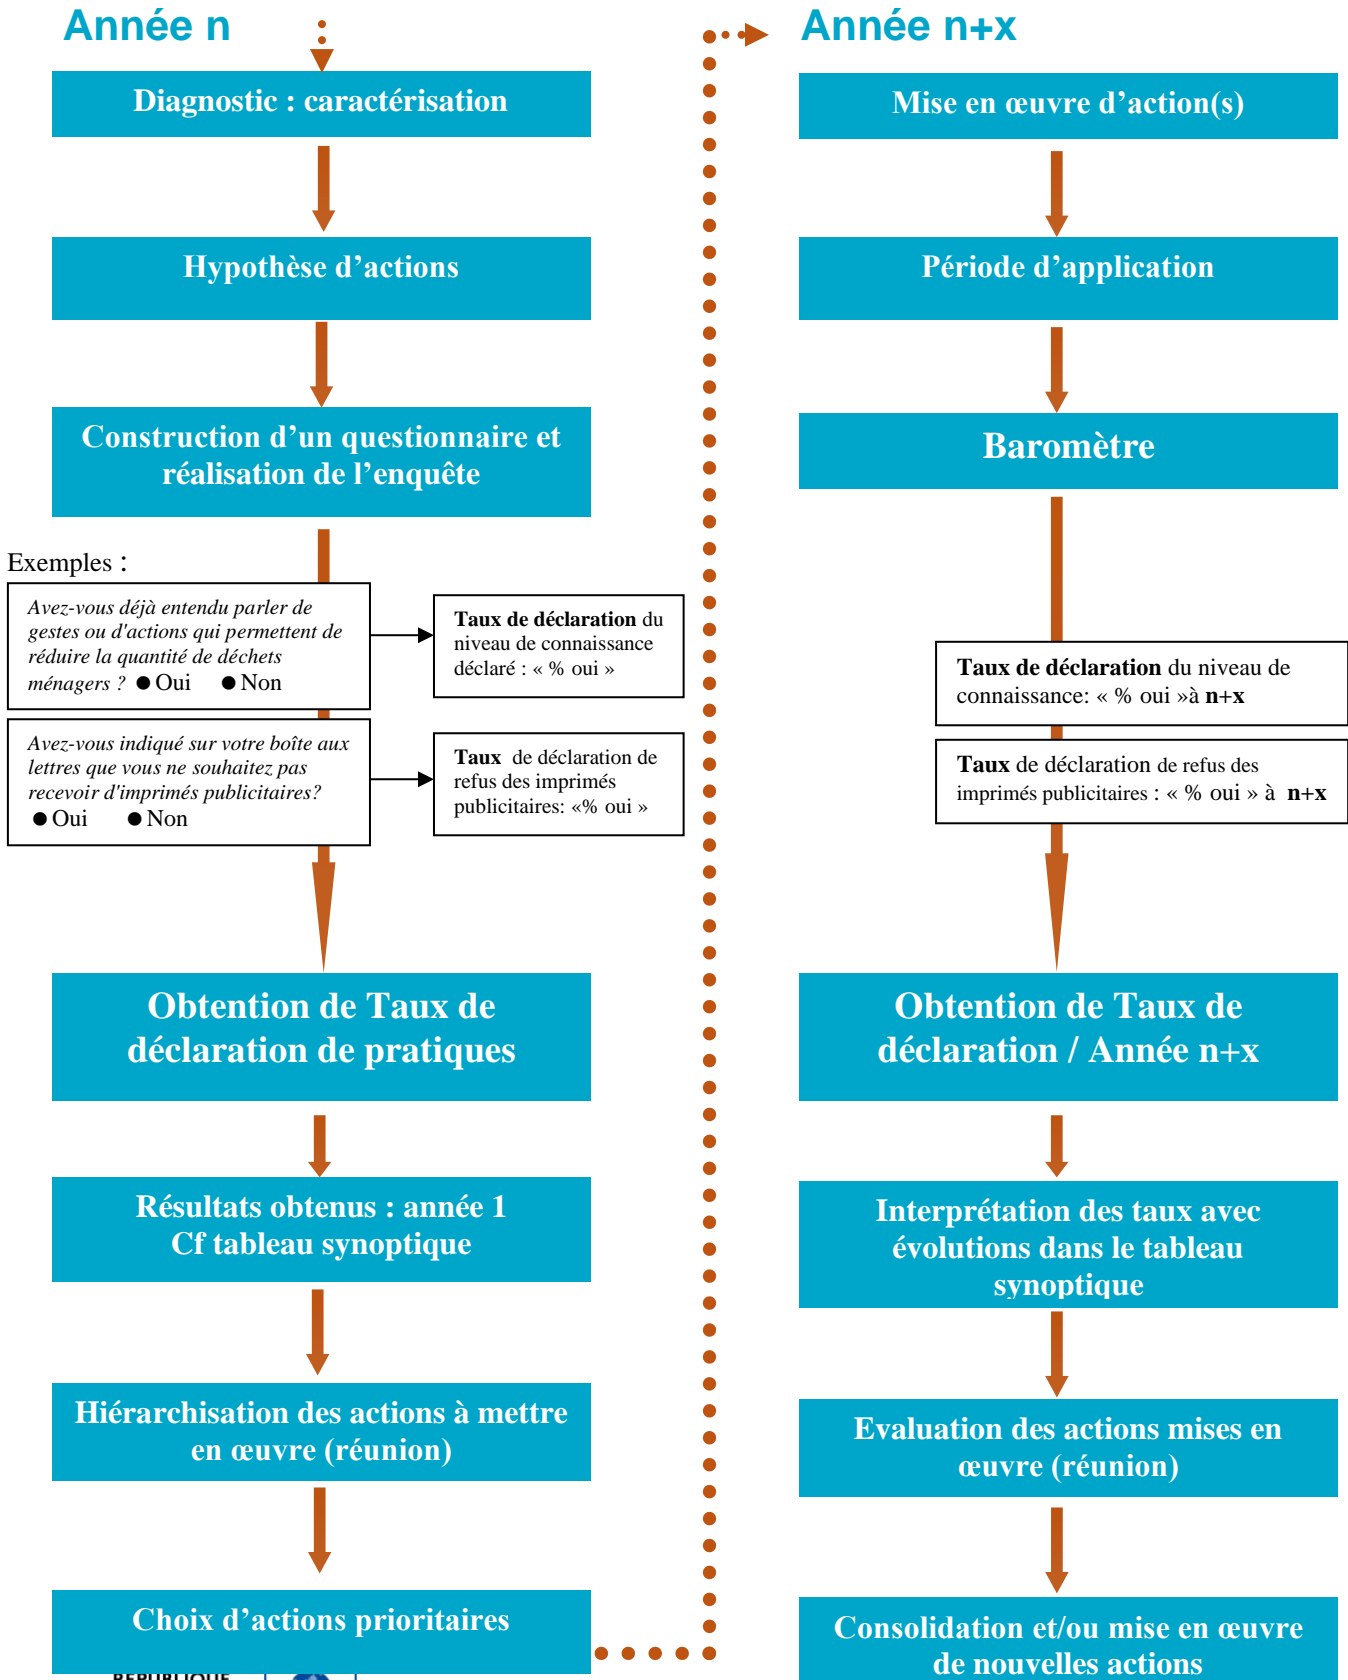 Année n
Diagnostic : caractérisation
Hypothèse d’actions
Construction d’un questionnaire et
réalisation de l’enquête
Exemples :
Avez-vous déjà entendu parler de
gestes ou d'actions qui permettent de
réduire la quantité de déchets
ménagers ? ● Oui ● Non
Taux de déclaration du
niveau de connaissance
déclaré : « % oui »
Avez-vous indiqué sur votre boîte aux
lettres que vous ne souhaitez pas
recevoir d'imprimés publicitaires?
● Oui ● Non
Taux de déclaration de
refus des imprimés
publicitaires: «% oui »
Obtention de Taux de
déclaration de pratiques
Résultats obtenus : année 1
Cf tableau synoptique
Hiérarchisation des actions à mettre
en œuvre (réunion)
Choix d’actions prioritaires
RÉPUBLIQUE
Année n+x
Mise en œuvre d’action(s)
Période d’application
Baromètre
Taux de déclaration du niveau de
connaissance: « % oui »à n+x
Taux de déclaration de refus des
imprimés publicitaires : « % oui » à n+x
Obtention de Taux de
déclaration / Année n+x
Interprétation des taux avec
évolutions dans le tableau
synoptique
Evaluation des actions mises en
œuvre (réunion)
Consolidation et/ou mise en œuvre
de nouvelles actions